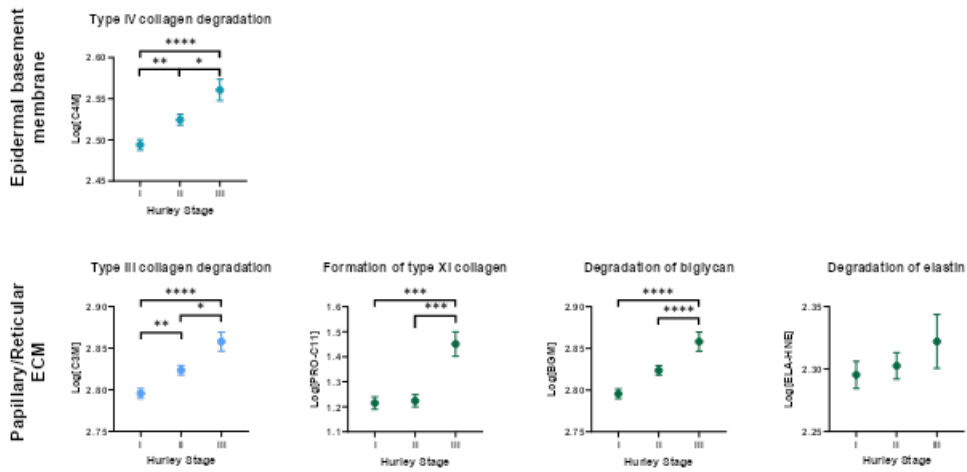 Epidermal basement
membrane
Type IV collagen degradation
****
** *
2.60
2.55
2.50
2.45
Log[C4M]
I II III
Hurley Stage
Papillary/Reticular
ECM
Type III collagen degradation
****
*
**
2.90
2.85
2.80
2.75
Log[C3M]
I II III
Hurley Stage
Formation of type XI collagen
***
***
1.6
1.5
1.4
1.3
1.2
1.1
Log[PRO-C11]
I II III
Hurley Stage
Degradation of biglycan
****
****
2.90
2.85
2.80
2.75
Log[BGM]
I II III
Hurley Stage
Degradation of elastin
2.35
2.30
2.25
Log[ELA-HNE]
I II III
Hurley Stage